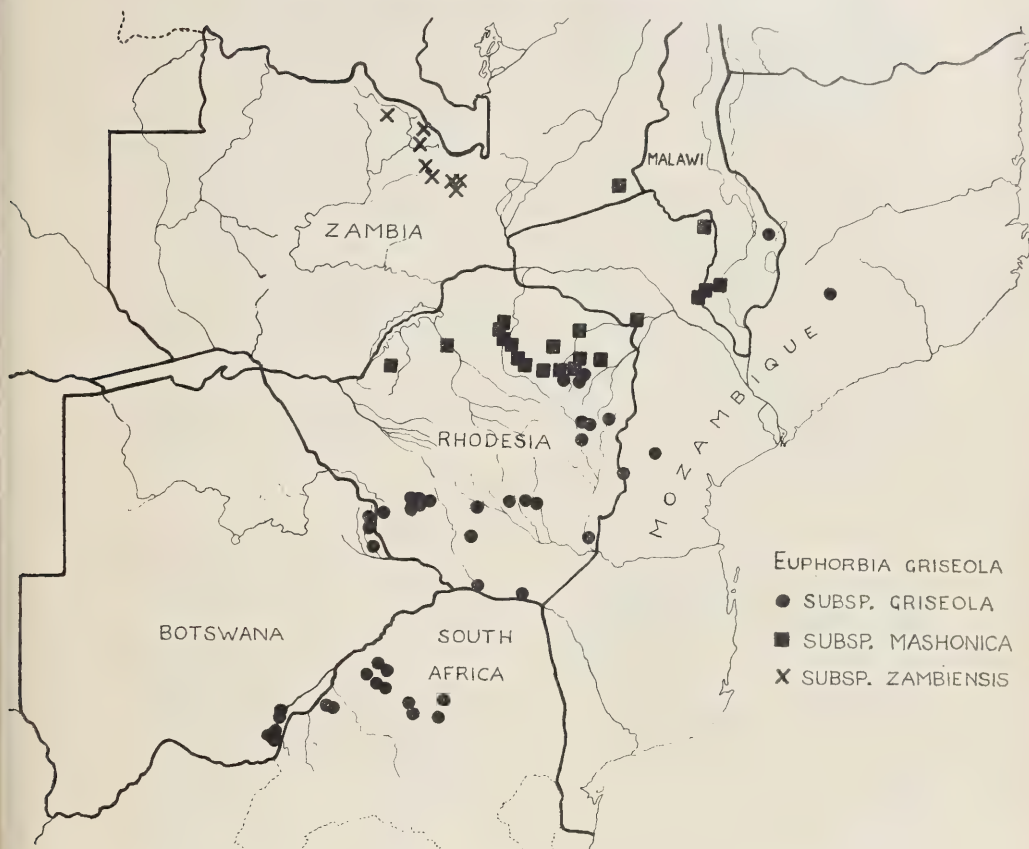 MALAWI
ZAMBIA
MOZAMBIQUE
RHODESIA
EUPHORBIA GRISEOLA
SUBSP. GRISEOLA
SUBSP. MASHONICA
SUBSP. ZAMBIENSIS
BOTSWANA
SOUTH
AFRICA